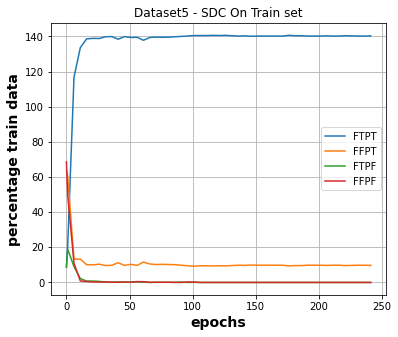 Dataset5 - SDC On Train set
percentage train data
140
120
100
80
60
40
20
0
FTPT
FFPT
FTPF
FFPF
0
50
100
150
200
250
epochs